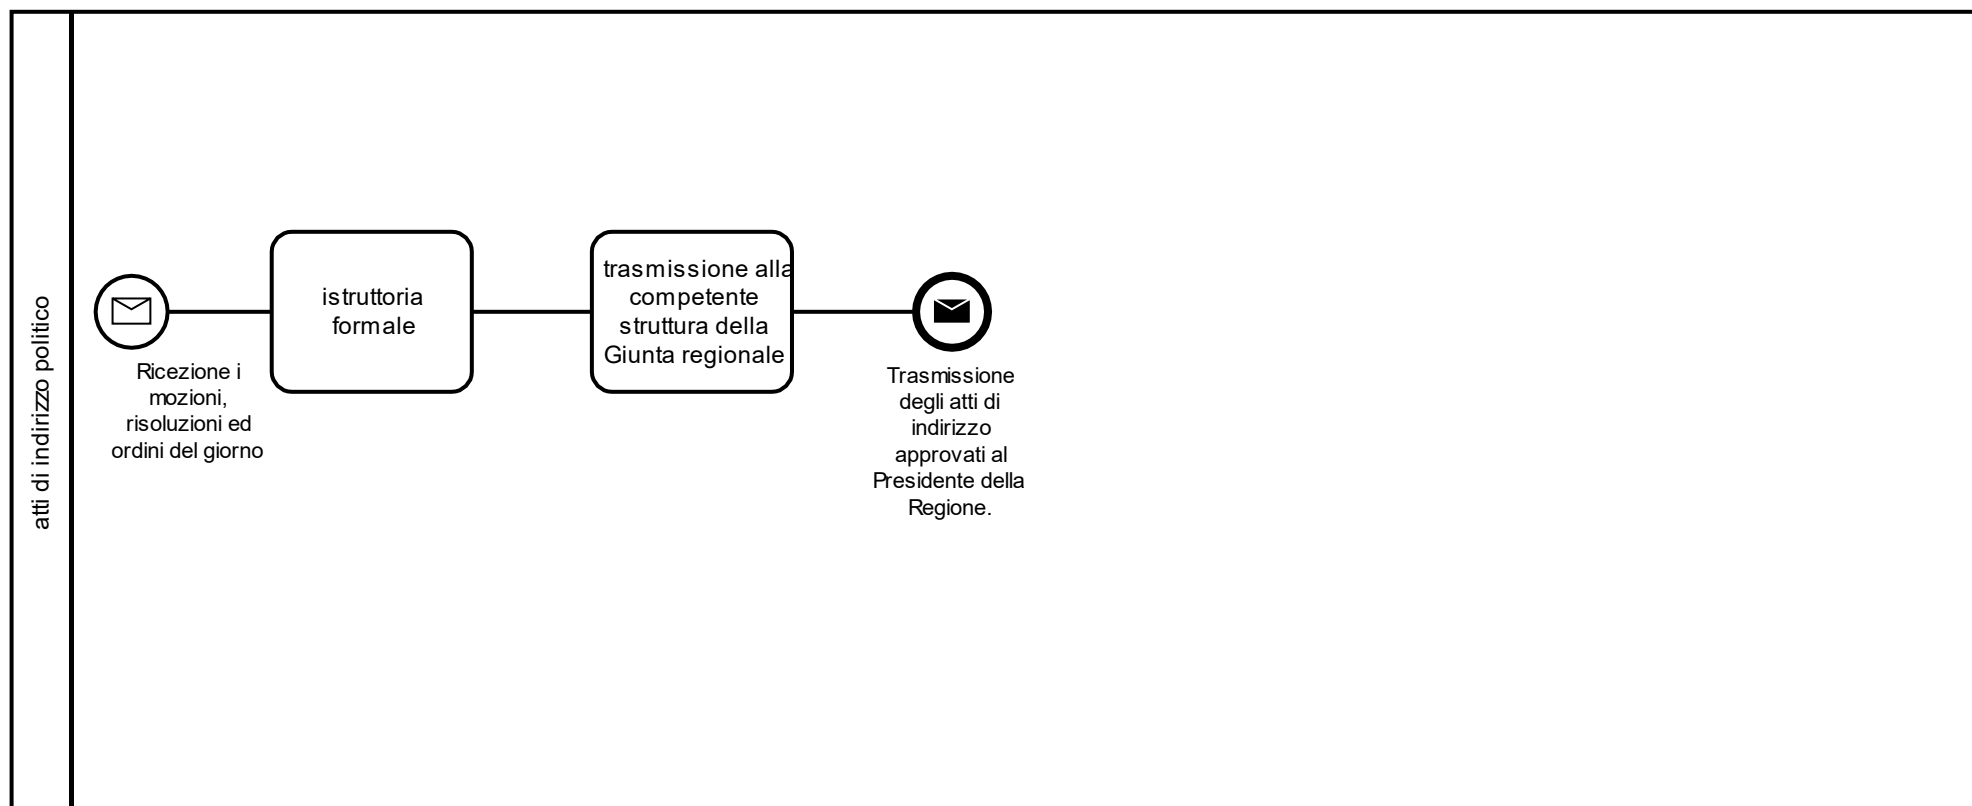 atti di indirizzo politico
Ricezione i
mozioni,
risoluzioni ed
ordini del giorno
istruttoria
formale
trasmissione alla
competente
struttura della
Giunta regionale
Trasmissione
degli atti di
indirizzo
approvati al
Presidente della
Regione.